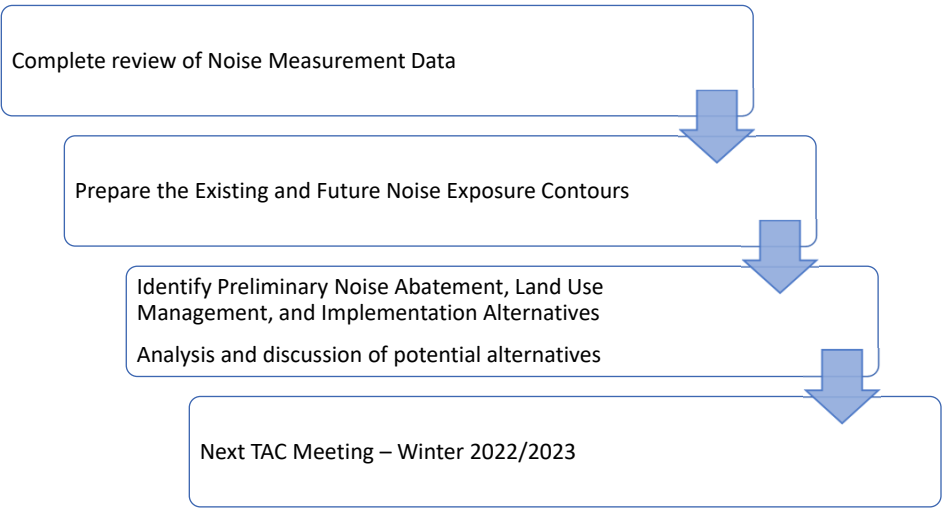 Complete review of Noise Measurement Data
Prepare the Existing and Future Noise Exposure Contours
Identify Preliminary Noise Abatement, Land Use
Management, and Implementation Alternatives
Analysis and discussion of potential alternatives
Next TAC Meeting – Winter 2022/2023